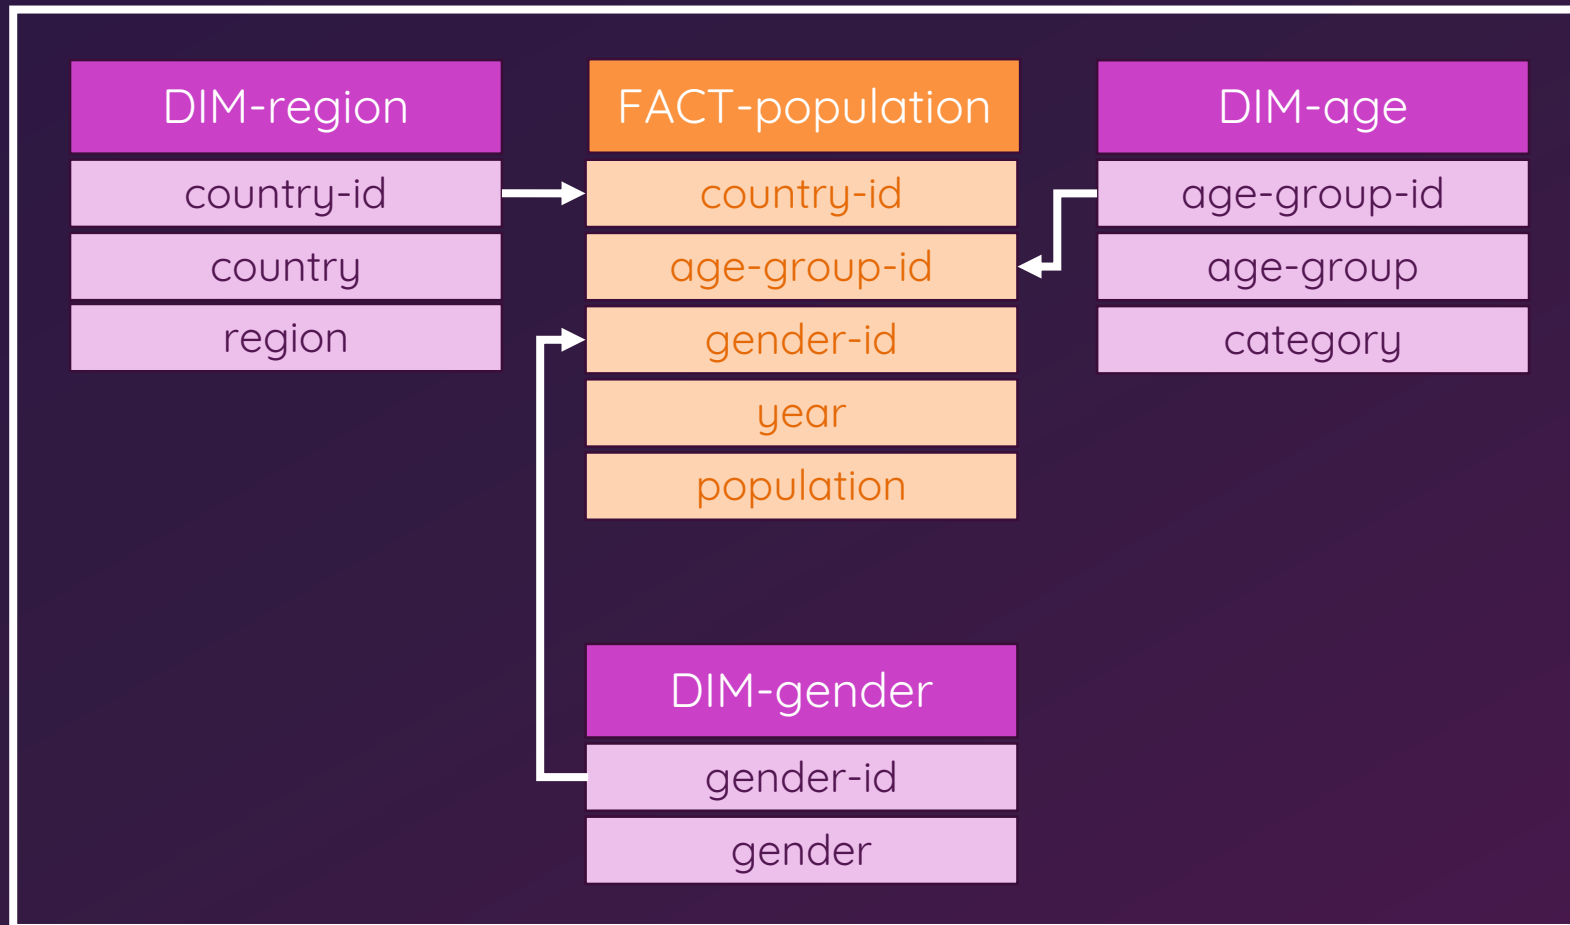 DIM-region
country-id
country
region
FACT-population
country-id
age-group-id
gender-id
year
population
DIM-age
age-group-id
age-group
category
DIM-gender
gender-id
gender